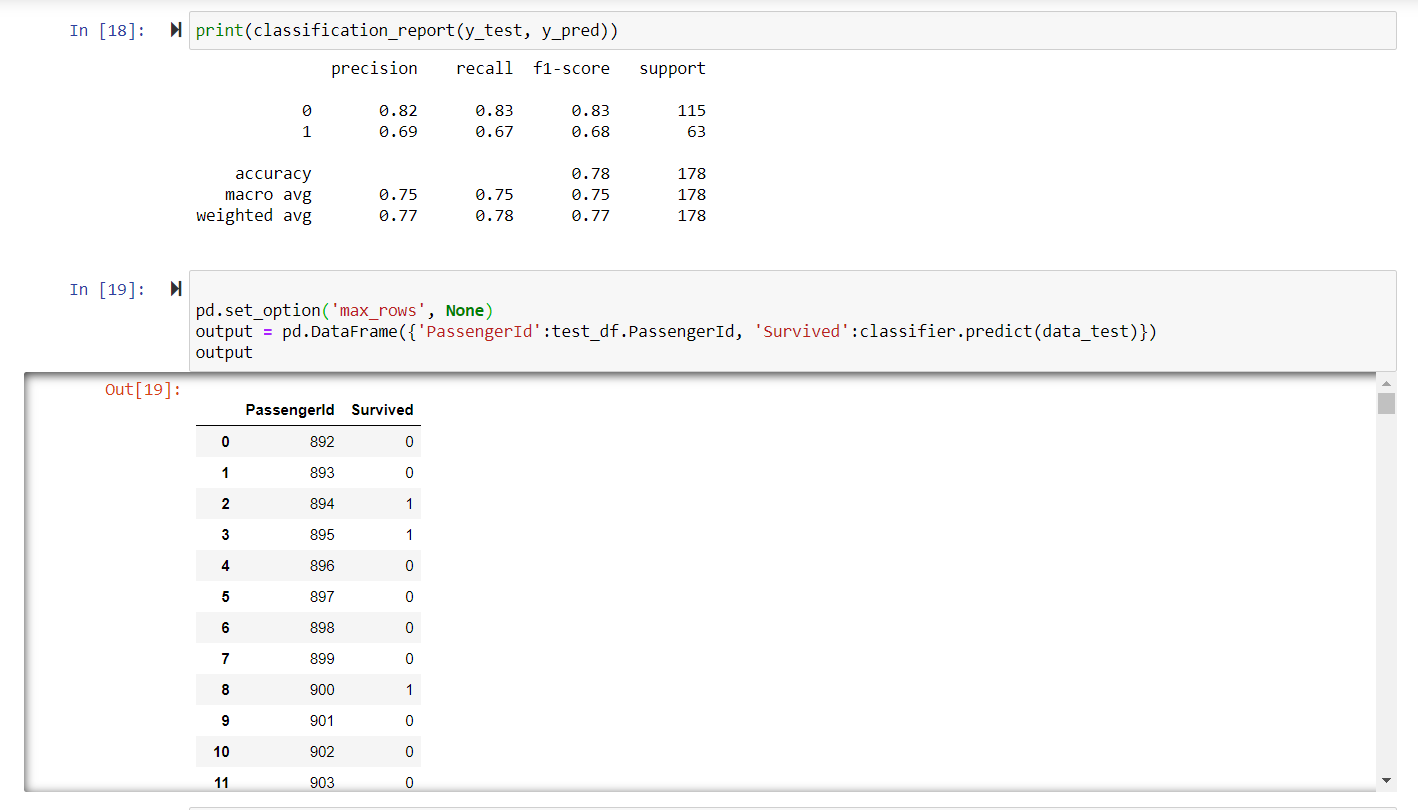 In [18]: print(classification_report(y_test, y_pred))
precision recall f1-score support
0 0.82 0.83 0.83 115
1 0.69 0.67 0.68 63
accuracy 0.78 178
macro avg 0.75 0.75 0.75 178
weighted avg 0.77 0.78 0.77 178
In [19]:
pd.set_option('max_rows', None)
output = pd.DataFrame({'PassengerId':test_df.PassengerId, 'Survived':classifier.predict(data_test)})
output
Out[19]:
PassengerId Survived
0 892 0
1 893 0
2 894 1
3 895 1
4 896 0
5 897 0
6 898 0
7 899 0
8 900 1
9 901 0
10 902 0
11 903 0